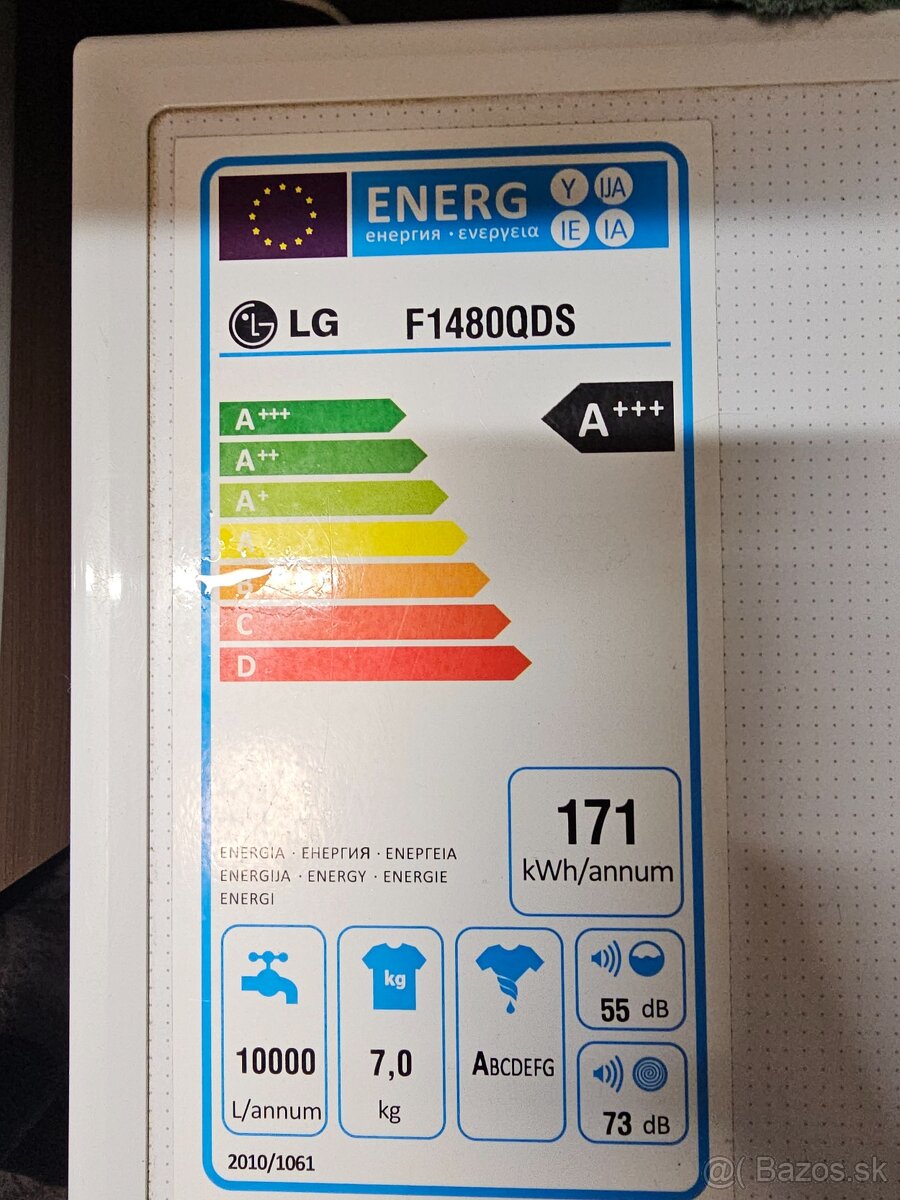 ENERG Y IJA
енергия · ενεργεια IE IA
LG F1480QDS
A+++ A+++
A++
A+
A
B
C
D
171
kWh/annum
ENERGIA · ЕНЕРГИЯ · ΕΝΕΡΓΕΙΑ
ENERGIJA · ENERGY · ENERGIE
ENERGI
10000
L/annum
kg
7,0
kg
ABCDEFG
55 dB
73 dB
2010/1061
@( Bazos.sk